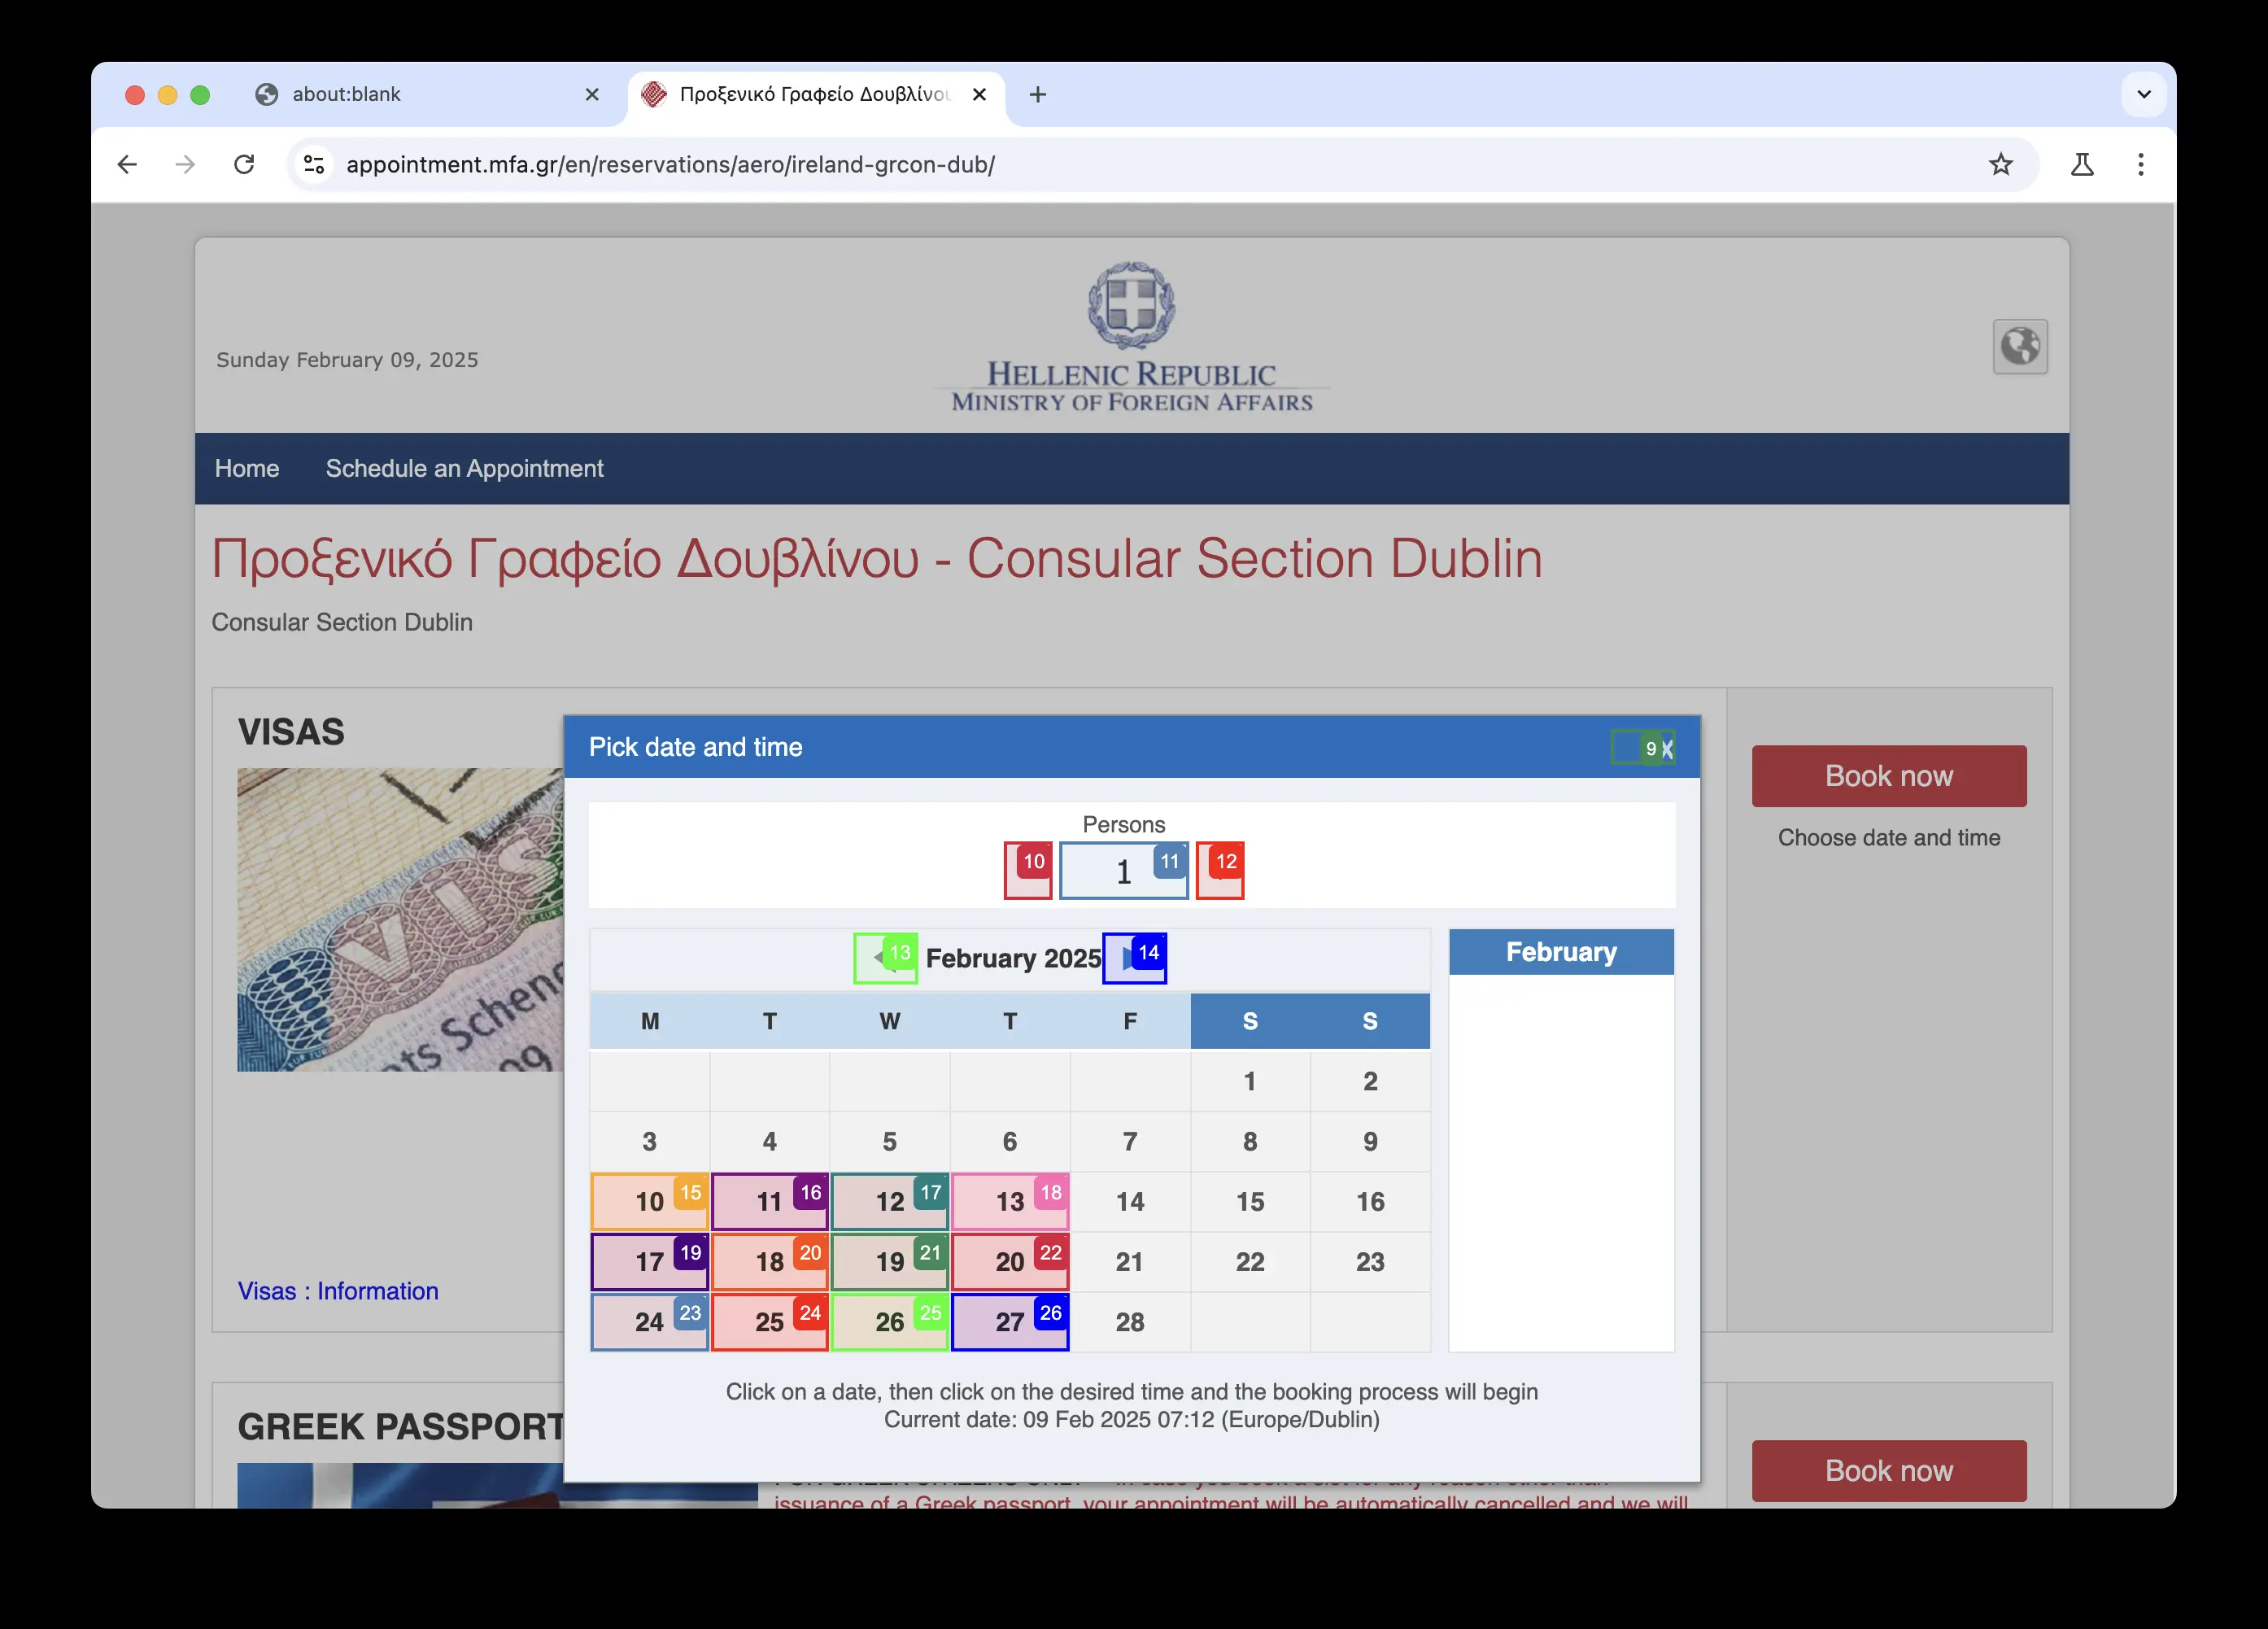 about:blank
Προξενικό Γραφείο Δουβλίνου
appointment.mfa.gr/en/reservations/aero/ireland-grcon-dub/
Sunday February 09, 2025
HELLENIC REPUBLIC
MINISTRY OF FOREIGN AFFAIRS
Home Schedule an Appointment
Προξενικό Γραφείο Δουβλίνου - Consular Section Dublin
Consular Section Dublin
VISAS
VIS
ts Schen
09
Visas : Information
Pick date and time
9 X
Persons
10 1 11 12
13 February 2025 14
M T W T F S S
1 2
3 4 5 6 7 8 9
10 15 11 16 12 17 13 18 14 15 16
17 19 18 20 19 21 20 22 21 22 23
24 23 25 24 26 25 27 26 28
February
Click on a date, then click on the desired time and the booking process will begin
Current date: 09 Feb 2025 07:12 (Europe/Dublin)
Book now
Choose date and time
GREEK PASSPORT
Book now
issuance of a Greek passport, your appointment will be automatically cancelled and we will